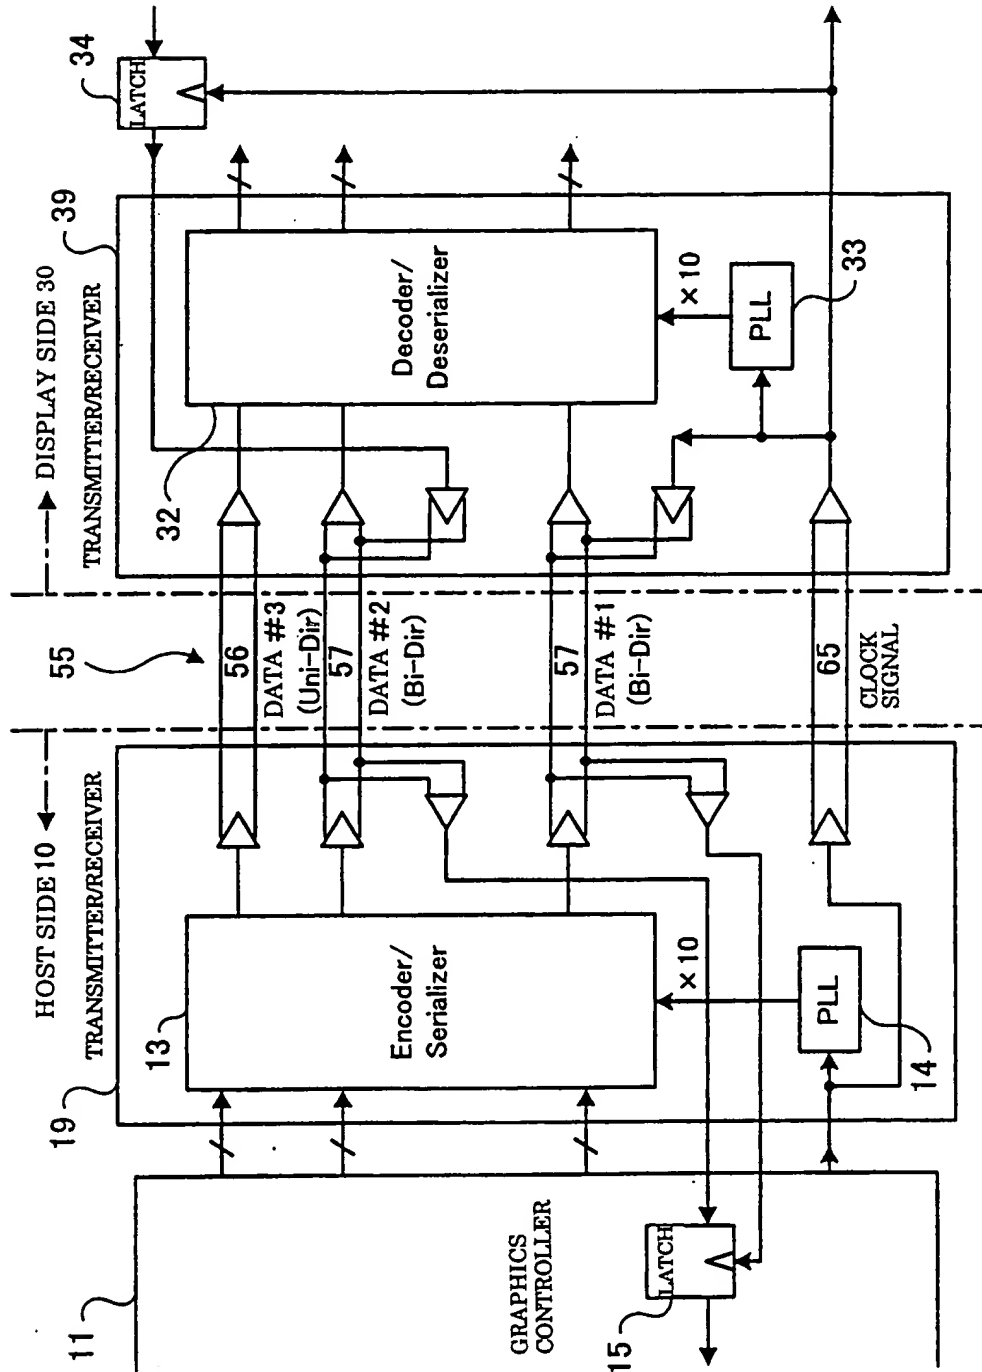 HOST SIDE 10
DISPLAY SIDE 30
55
11
19
TRANSMITTER/RECEIVER
TRANSMITTER/RECEIVER
39
34
LATCH
13
Encoder/
Serializer
56
DATA #3
(Uni-Dir)
57
DATA #2
(Bi-Dir)
57
DATA #1
(Bi-Dir)
65
CLOCK
SIGNAL
32
Decoder/
Deserializer
×10
PLL
33
×10
PLL
14
GRAPHICS
CONTROLLER
LATCH
15